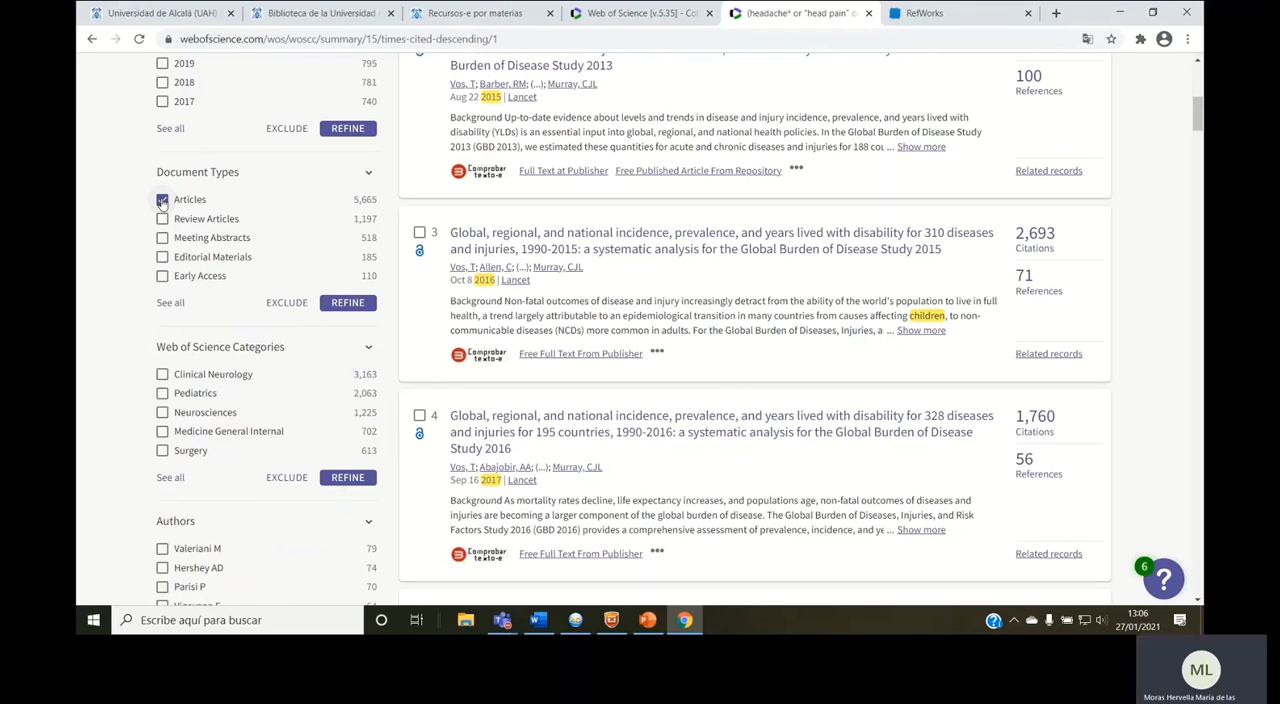 Universidad de Alcalá (UAH)
Biblioteca de la Universidad
Recursos-e por materias
Web of Science [v.5.35] - Col
(headache* or "head pain" o
RefWorks
webofscience.com/wos/woscc/summary/15/times-cited-descending/1
2019 795
2018 781
2017 740
See all EXCLUDE REFINE
Document Types
Articles 5,665
Review Articles 1,197
Meeting Abstracts 518
Editorial Materials 185
Early Access 110
See all EXCLUDE REFINE
Web of Science Categories
Clinical Neurology 3,163
Pediatrics 2,063
Neurosciences 1,225
Medicine General Internal 702
Surgery 613
See all EXCLUDE REFINE
Authors
Valeriani M 79
Hershey AD 74
Parisi P 70
Burden of Disease Study 2013
Vos, T; Barber, RM; (...); Murray, CJL
Aug 22 2015 | Lancet
Background Up-to-date evidence about levels and trends in disease and injury incidence, prevalence, and years lived with
disability (YLDs) is an essential input into global, regional, and national health policies. In the Global Burden of Disease Study
2013 (GBD 2013), we estimated these quantities for acute and chronic diseases and injuries for 188 cou ... Show more
Comprobar texto-e Full Text at Publisher Free Published Article From Repository •••
100
References
Related records
3 Global, regional, and national incidence, prevalence, and years lived with disability for 310 diseases
and injuries, 1990-2015: a systematic analysis for the Global Burden of Disease Study 2015
Vos, T; Allen, C; (...); Murray, CJL
Oct 8 2016 | Lancet
Background Non-fatal outcomes of disease and injury increasingly detract from the ability of the world's population to live in full
health, a trend largely attributable to an epidemiological transition in many countries from causes affecting children, to non-
communicable diseases (NCDs) more common in adults. For the Global Burden of Diseases, Injuries, a ... Show more
Comprobar texto-e Free Full Text From Publisher •••
2,693
Citations
71
References
Related records
4 Global, regional, and national incidence, prevalence, and years lived with disability for 328 diseases
and injuries for 195 countries, 1990-2016: a systematic analysis for the Global Burden of Disease
Study 2016
Vos, T; Abajobir, AA; (...); Murray, CJL
Sep 16 2017 | Lancet
Background As mortality rates decline, life expectancy increases, and populations age, non-fatal outcomes of diseases and
injuries are becoming a larger component of the global burden of disease. The Global Burden of Diseases, Injuries, and Risk
Factors Study 2016 (GBD 2016) provides a comprehensive assessment of prevalence, incidence, and ye ... Show more
Comprobar texto-e Free Full Text From Publisher •••
1,760
Citations
56
References
Related records
6
?
Escribe aquí para buscar
13:06
27/01/2021
ML
Moras Hervella María de las